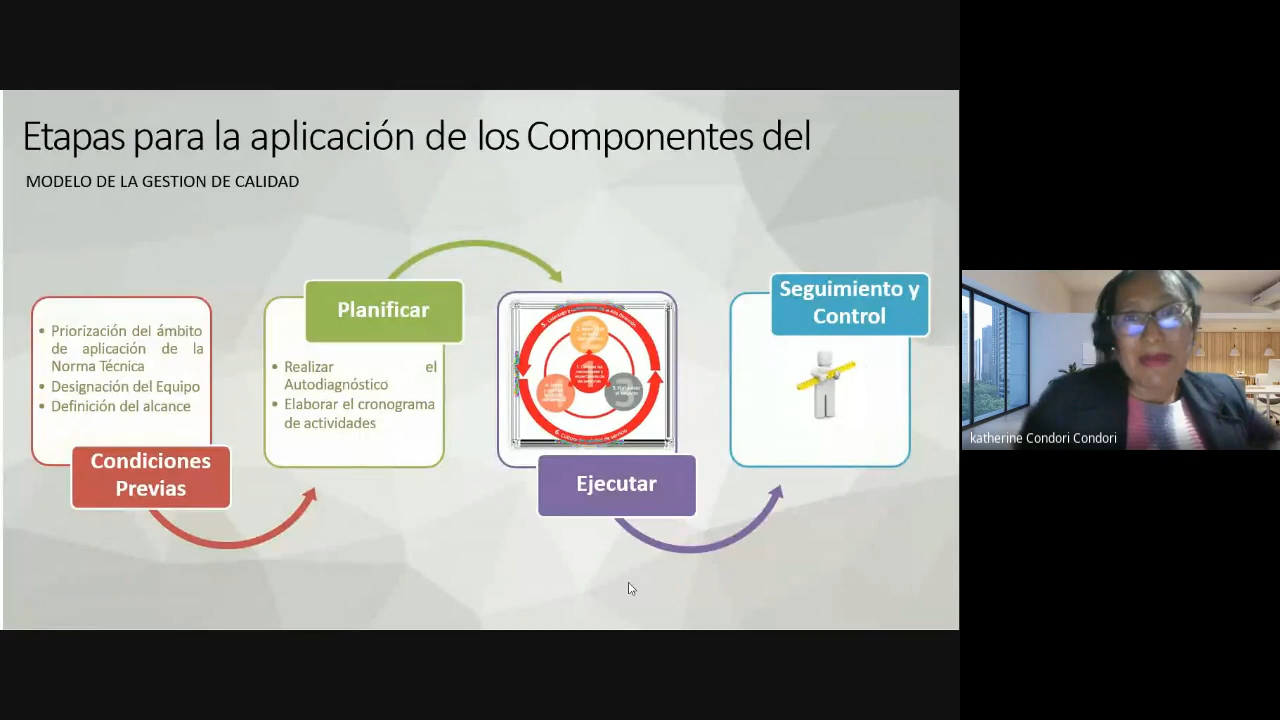 Etapas para la aplicación de los Componentes del
MODELO DE LA GESTION DE CALIDAD
• Priorización del ámbito
de aplicación de la
Norma Técnica
• Designación del Equipo
• Definición del alcance
Condiciones
Previas
Planificar
• Realizar el
Autodiagnóstico
• Elaborar el cronograma
de actividades
Ejecutar
Seguimiento y
Control
katherine Condori Condori